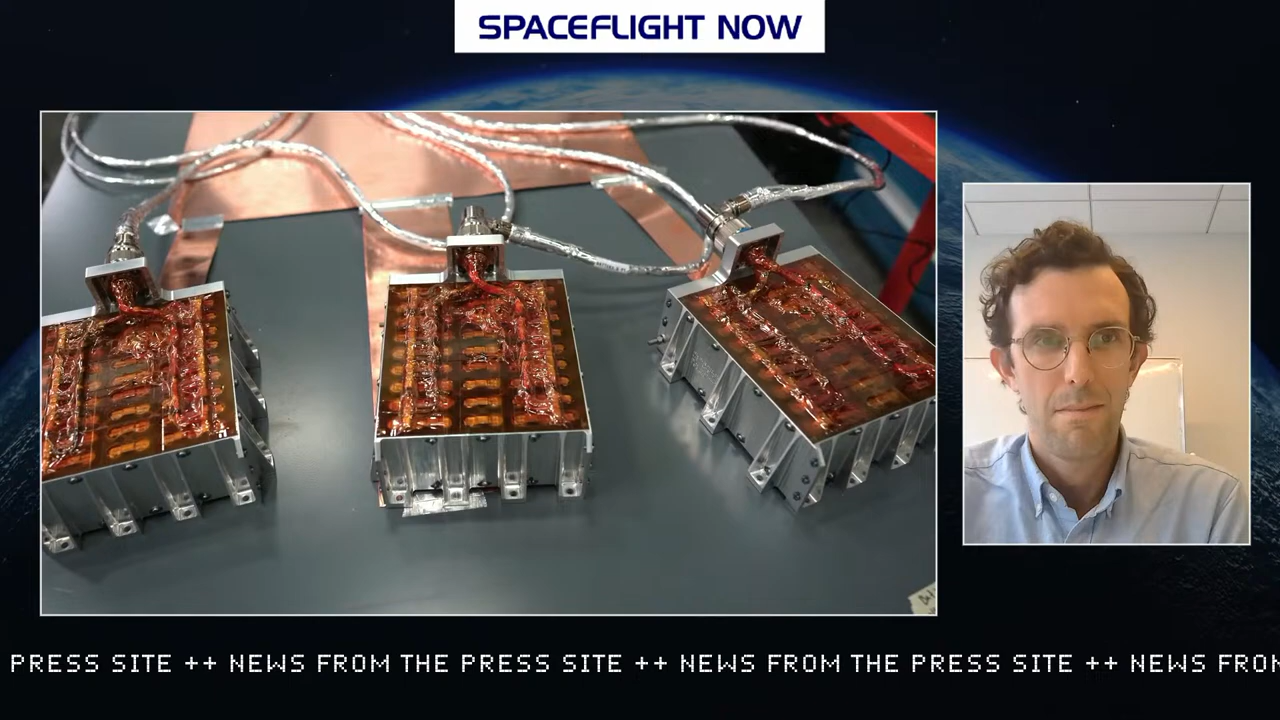 SPACEFLIGHT NOW
PRESS SITE ++ NEWS FROM THE PRESS SITE ++ NEWS FROM THE PRESS SITE ++ NEWS FROM